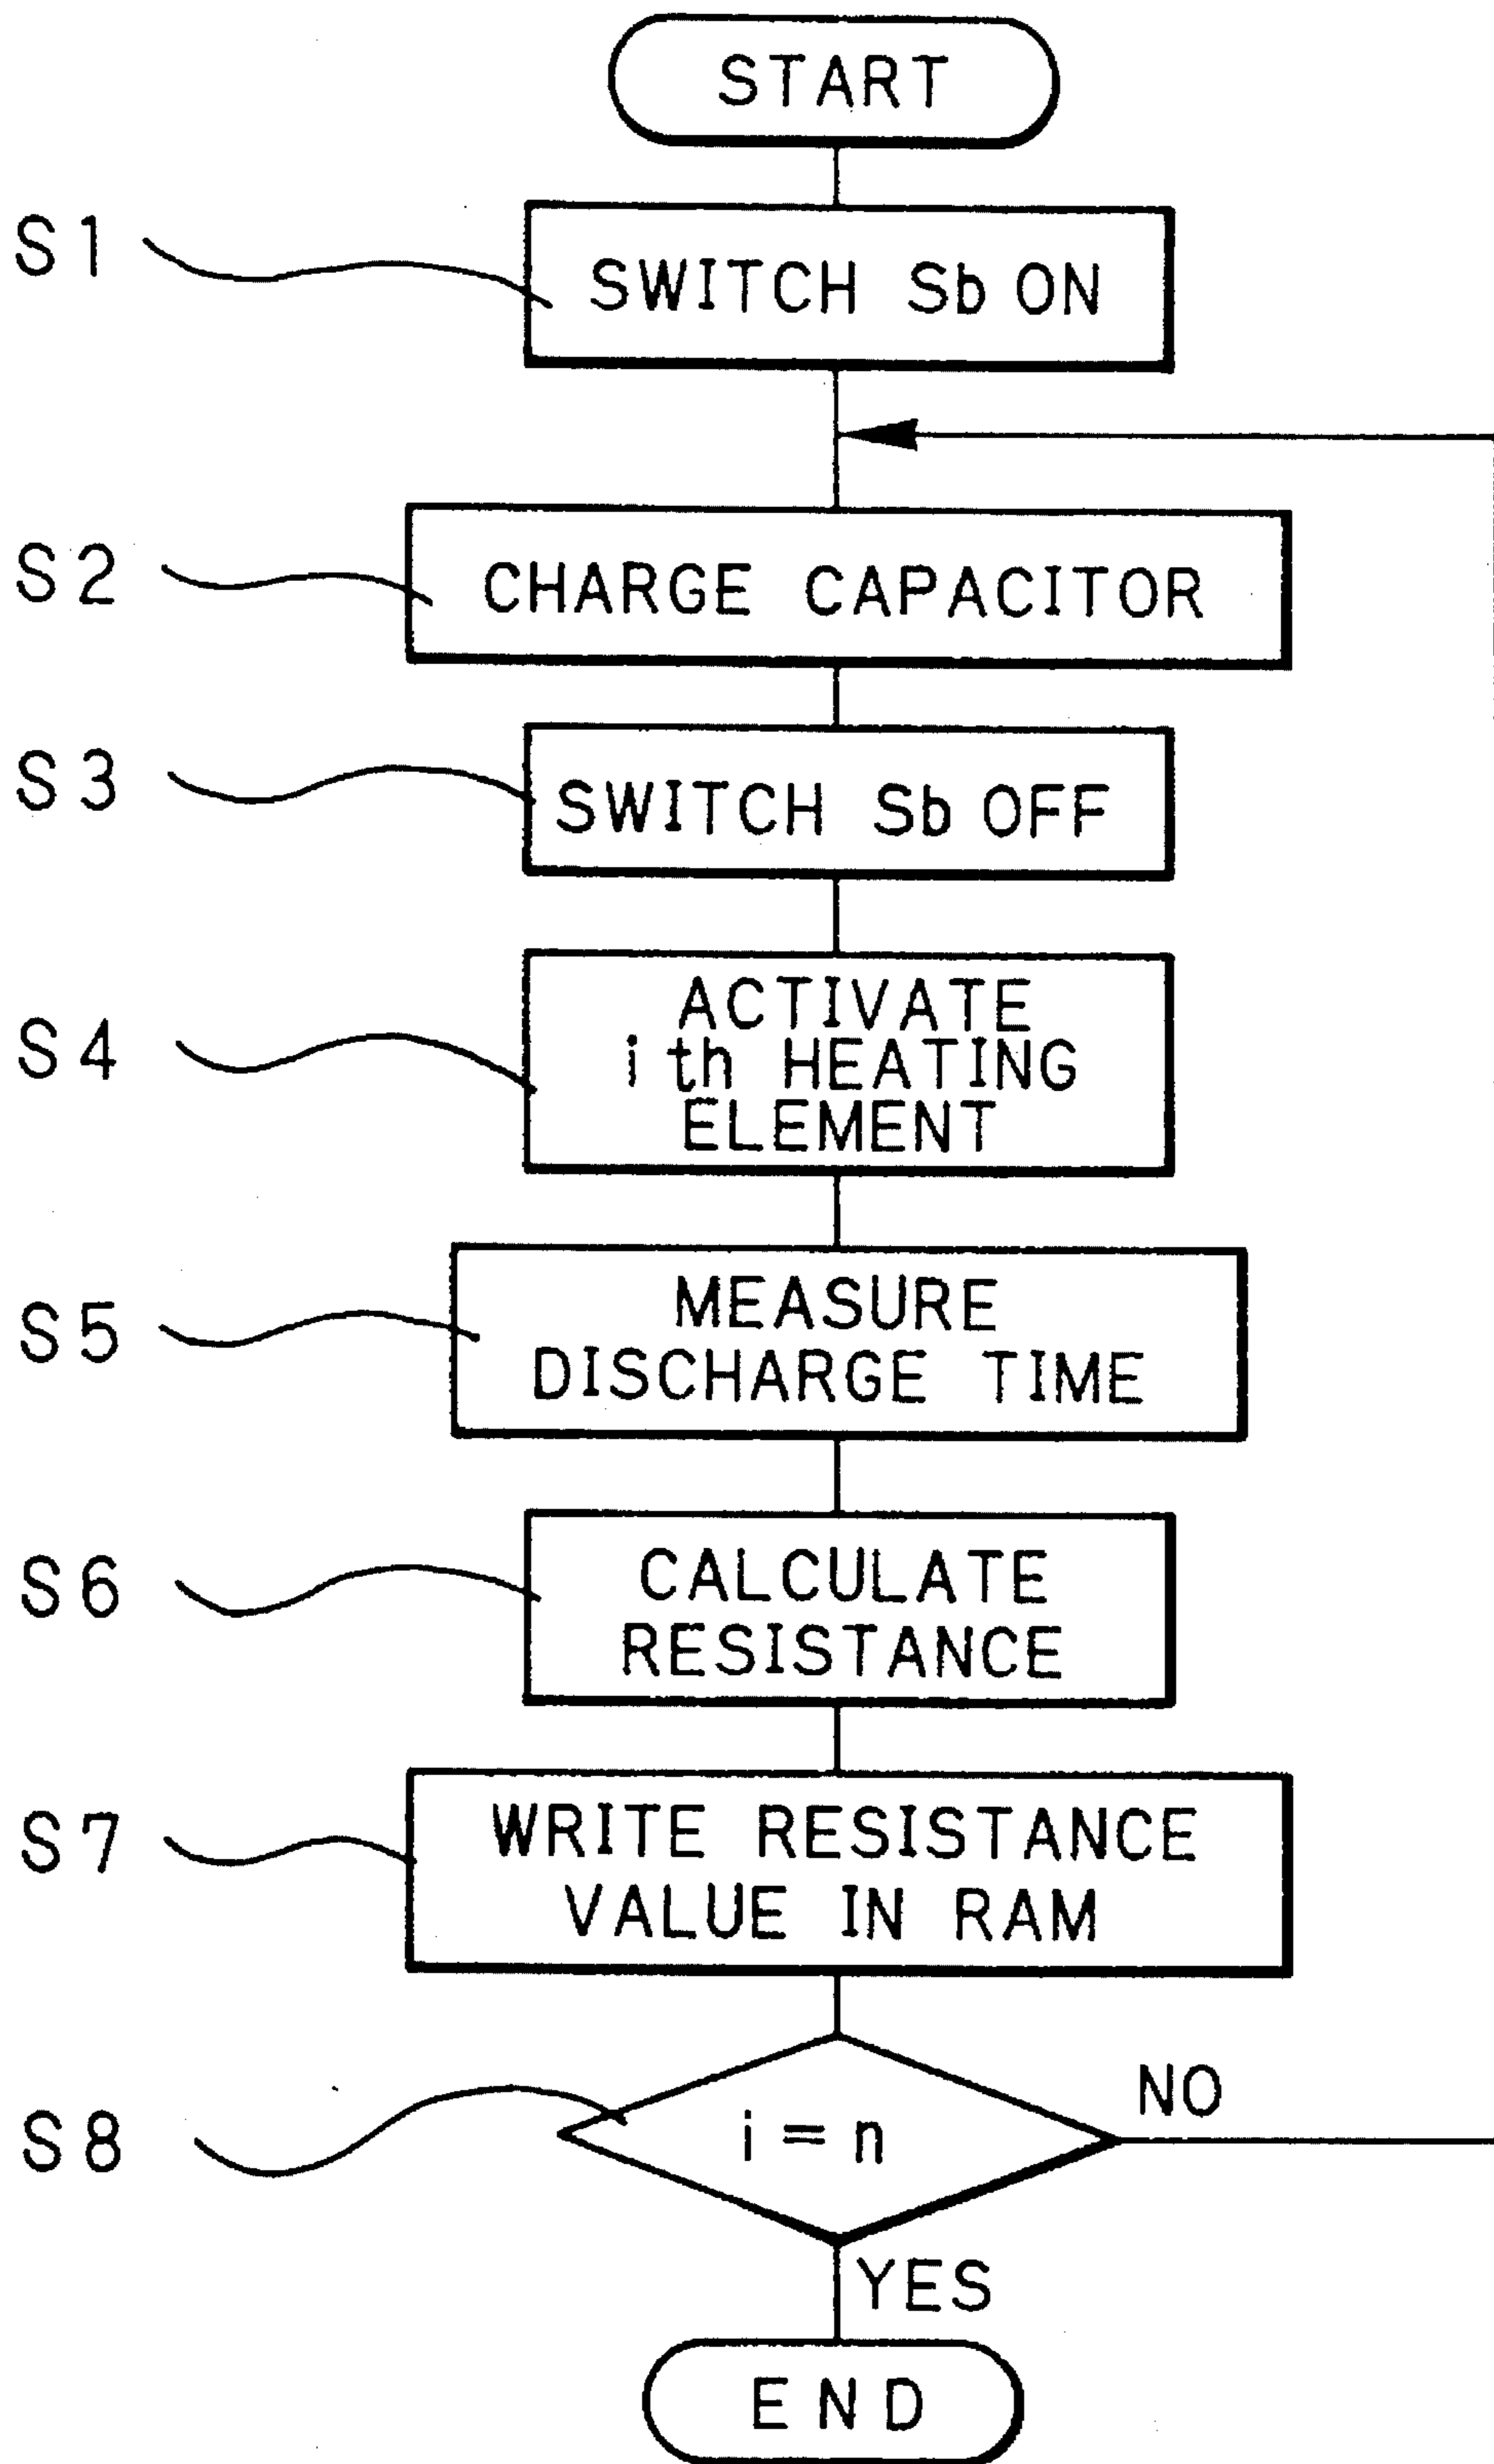 START
S1
SWITCH Sb ON
S2
CHARGE CAPACITOR
S3
SWITCH Sb OFF
S4
ACTIVATE
i th HEATING
ELEMENT
S5
MEASURE
DISCHARGE TIME
S6
CALCULATE
RESISTANCE
S7
WRITE RESISTANCE
VALUE IN RAM
S8
i = n
NO
YES
END